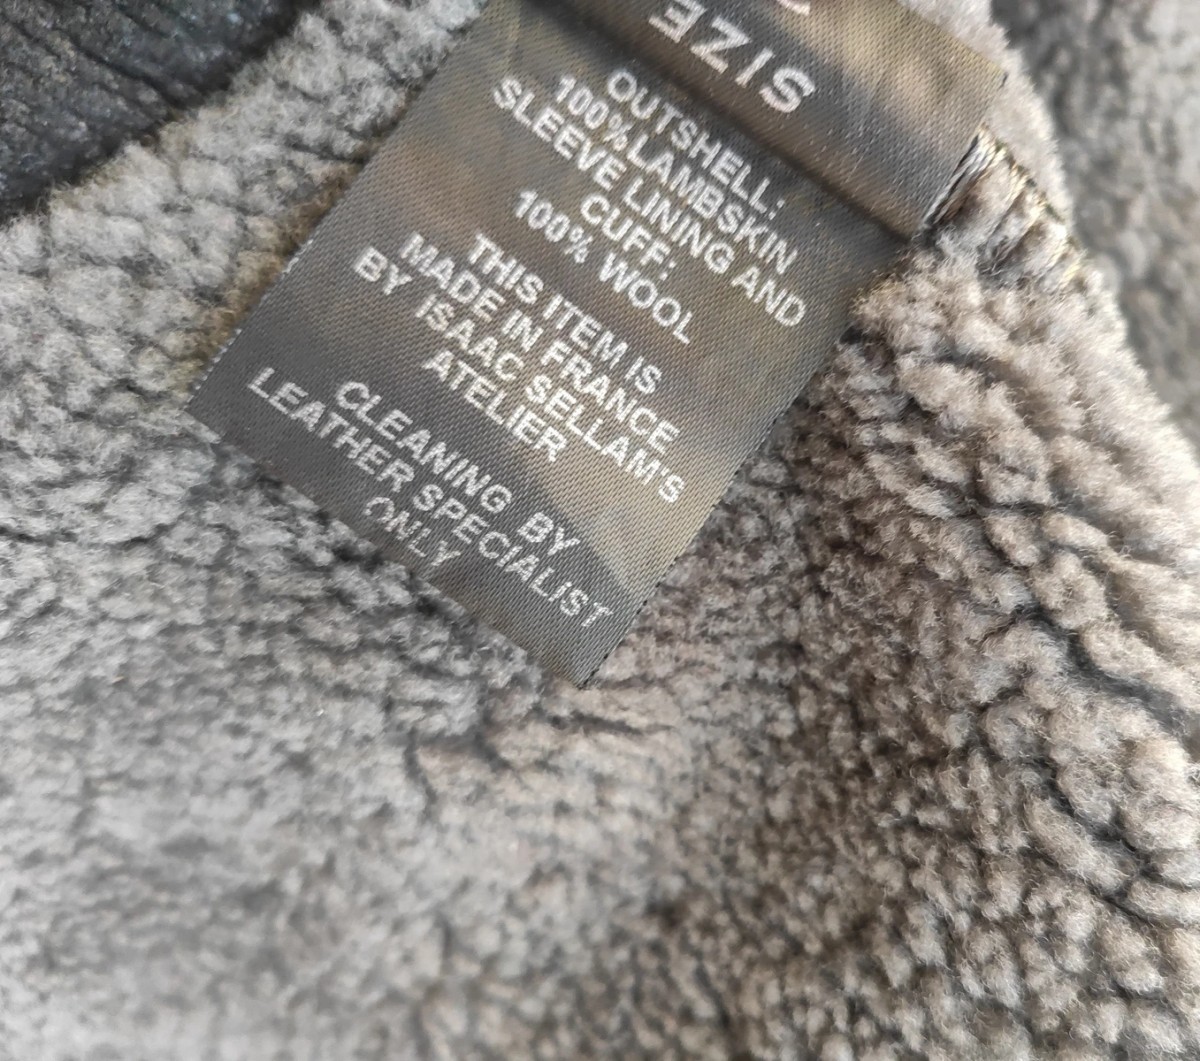 SIZE
OUTSHELL:
100%LAMBSKIN
SLEEVE LINING AND
CUFF:
100% WOOL
THIS ITEM IS
MADE IN FRANCE
BY ISAAC SELLAM'S
ATELIER
CLEANING BY
LEATHER SPECIALIST
ONLY